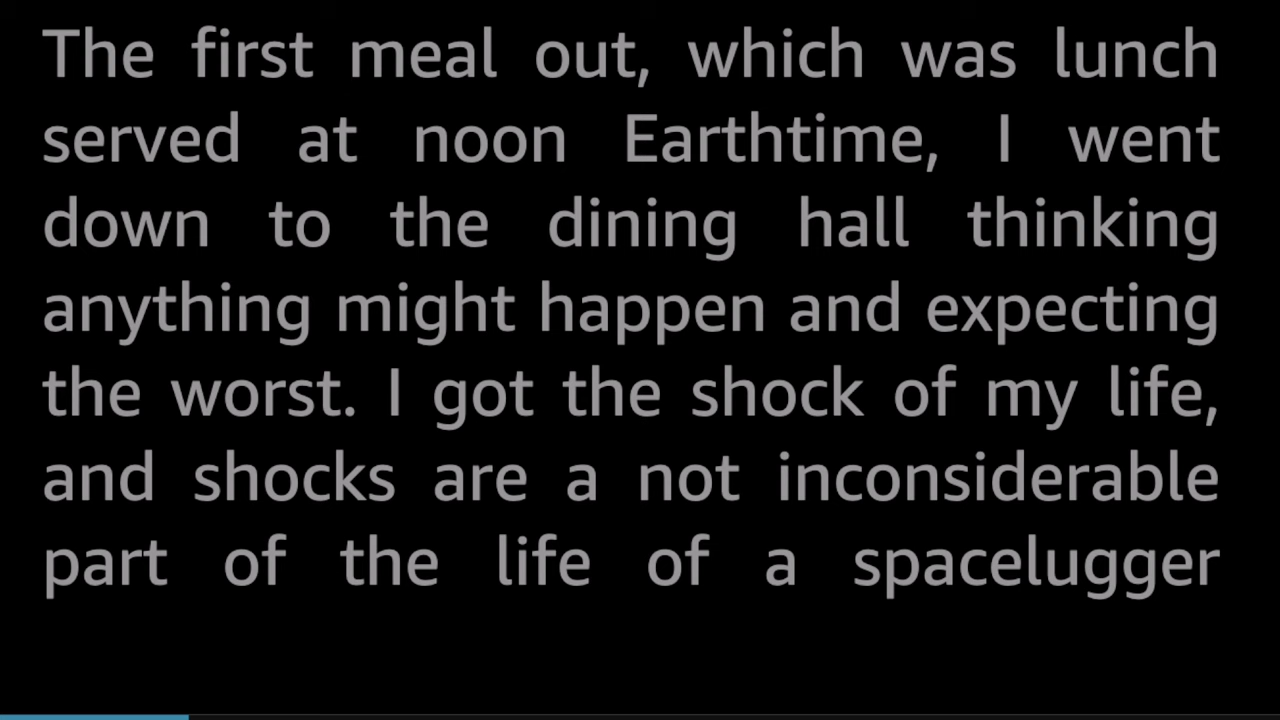 The first meal out, which was lunch
served at noon Earthtime, I went
down to the dining hall thinking
anything might happen and expecting
the worst. I got the shock of my life,
and shocks are a not inconsiderable
part of the life of a spacelugger